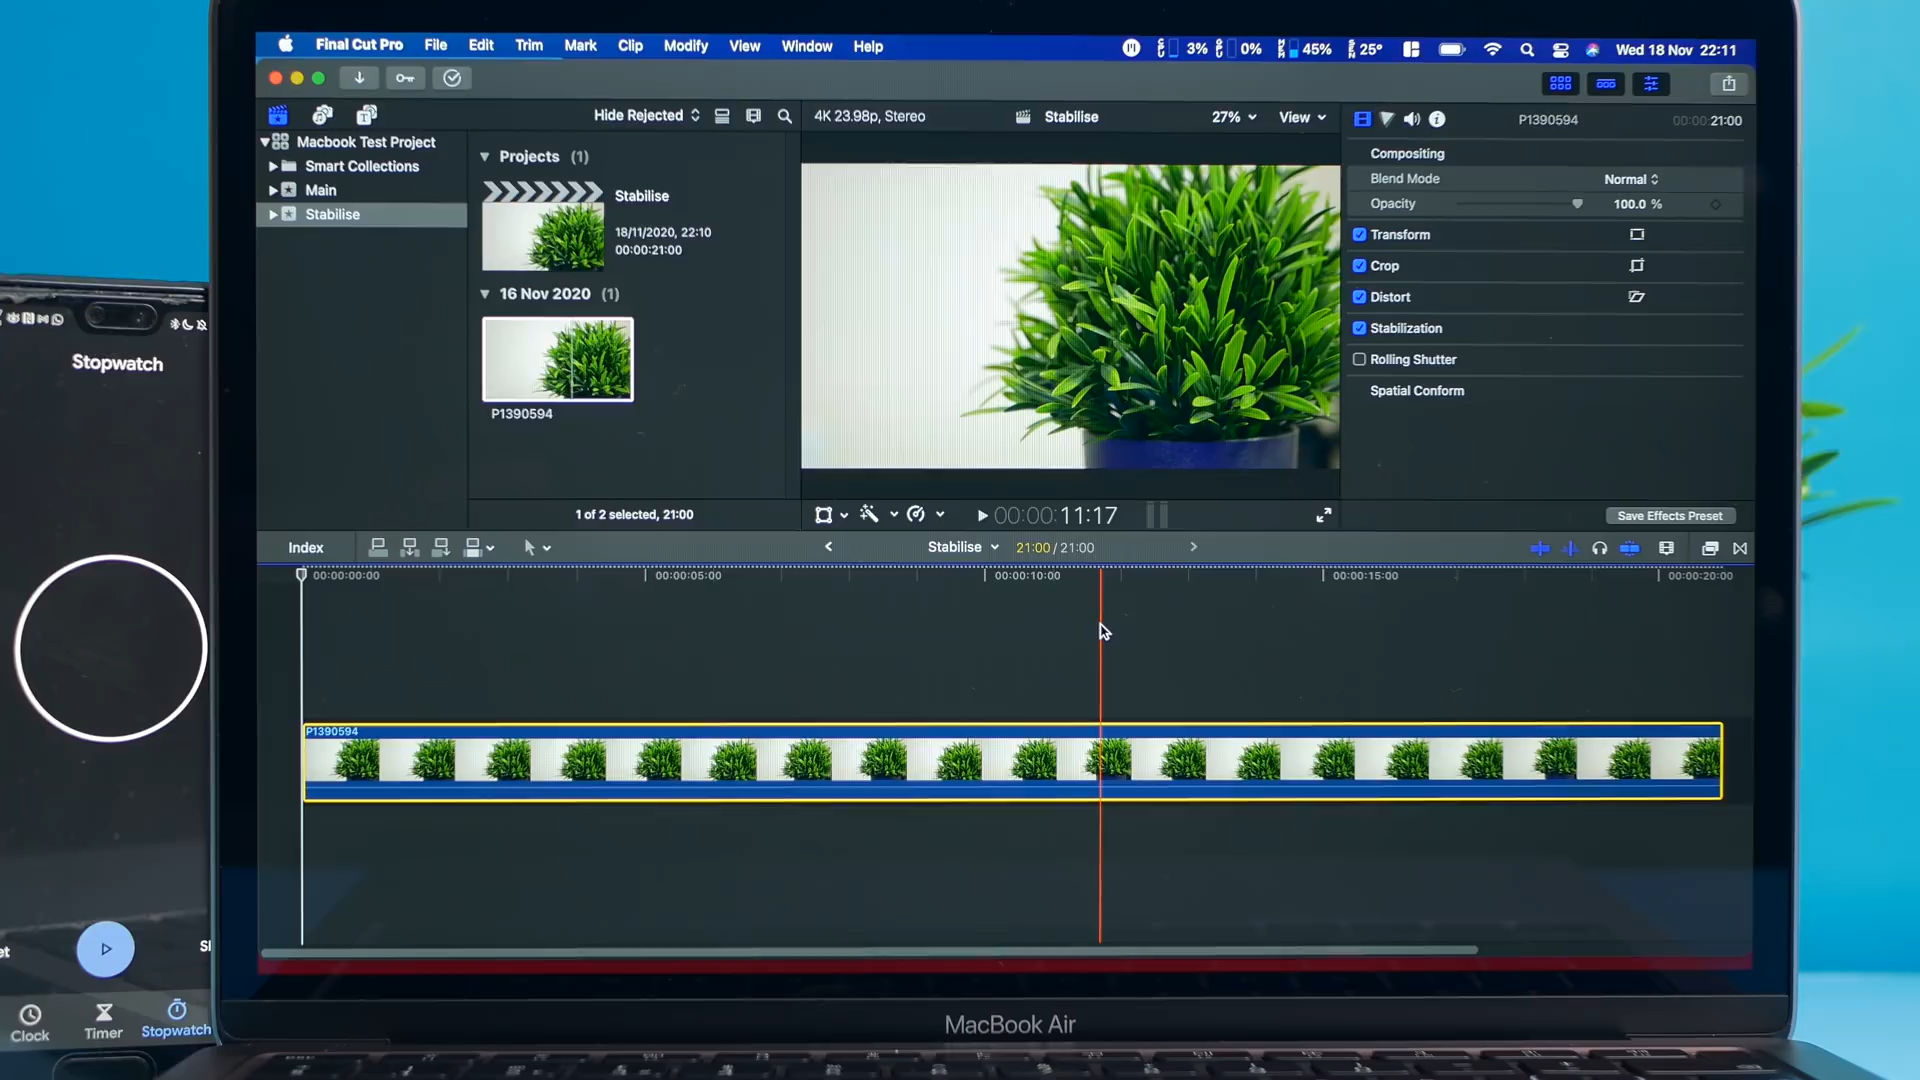 Final Cut Pro File Edit Trim Mark Clip Modify View Window Help
3% 0% 45% 25° Wed 18 Nov 22:11
Hide Rejected
4K 23.98p, Stereo
Stabilise
27%
View
P1390594
00:00:21:00
Macbook Test Project
Smart Collections
Main
Stabilise
Projects (1)
Stabilise
18/11/2020, 22:10
00:00:21:00
16 Nov 2020 (1)
P1390594
1 of 2 selected, 21:00
Compositing
Blend Mode Normal
Opacity 100.0 %
Transform
Crop
Distort
Stabilization
Rolling Shutter
Spatial Conform
00:00:11:17
Save Effects Preset
Index
Stabilise 21:00 / 21:00
00:00:00:00 00:00:05:00 00:00:10:00 00:00:15:00 00:00:20:00
P1390594
Stopwatch
Clock Timer Stopwatch
MacBook Air